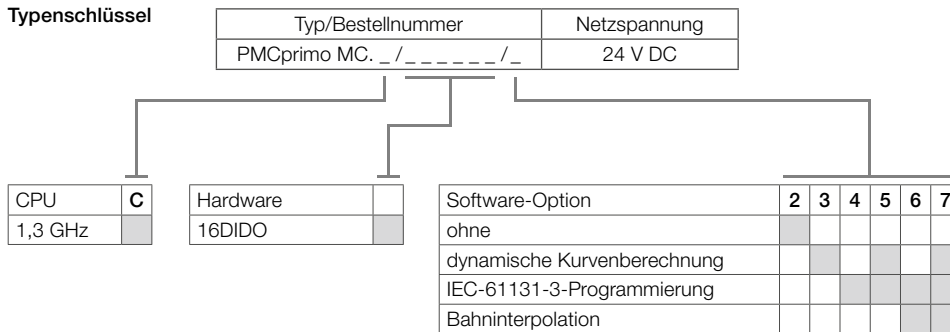 Typenschlüssel
Typ/Bestellnummer Netzspannung
PMCprimo MC. _ /_ _ _ _ _ _ /_ 24 V DC
CPU C
1,3 GHz
Hardware
16DIDO
Software-Option 2 3 4 5 6 7
ohne
dynamische Kurvenberechnung
IEC-61131-3-Programmierung
Bahninterpolation